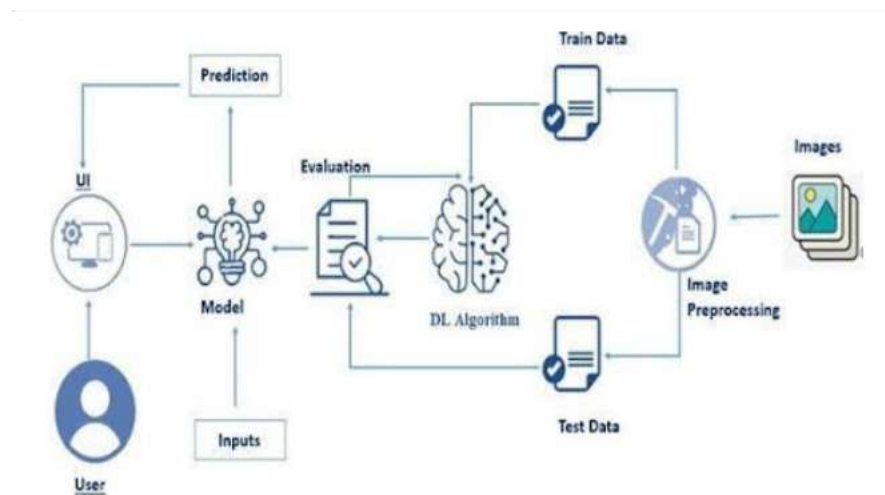 Train Data
Prediction
Images
Evaluation
UI
Image
Preprocessing
Model
DL Algorithm
Test Data
Inputs
User